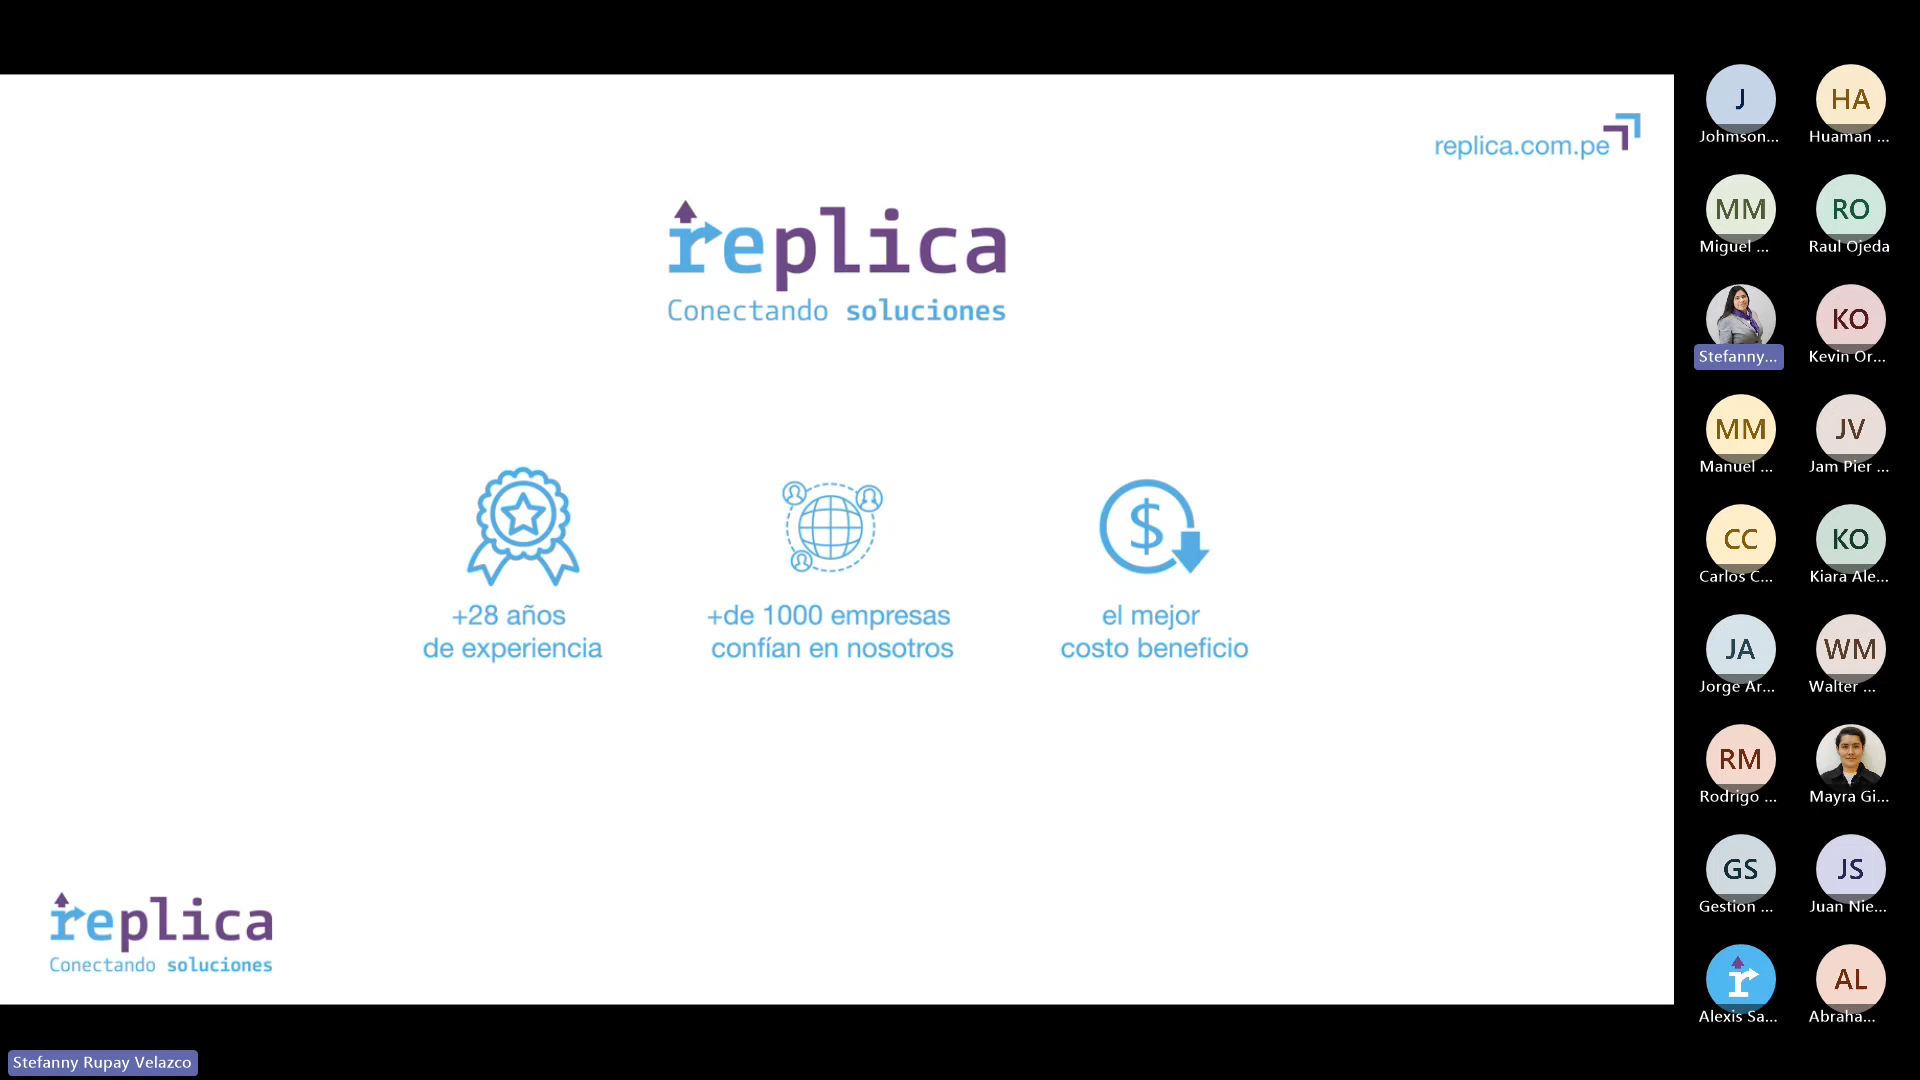 replica.com.pe
replica
Conectando soluciones
+28 años
de experiencia
+de 1000 empresas
confían en nosotros
$
el mejor
costo beneficio
replica
Conectando soluciones
Stefanny Rupay Velazco
J
Johmson...
HA
Huaman ...
MM
Miguel ...
RO
Raul Ojeda
Stefanny...
KO
Kevin Or...
MM
Manuel ...
JV
Jam Pier ...
CC
Carlos C...
KO
Kiara Ale...
JA
Jorge Ar...
WM
Walter ...
RM
Rodrigo ...
Mayra Gi...
GS
Gestion ...
JS
Juan Nie...
r
Alexis Sa...
AL
Abraha...